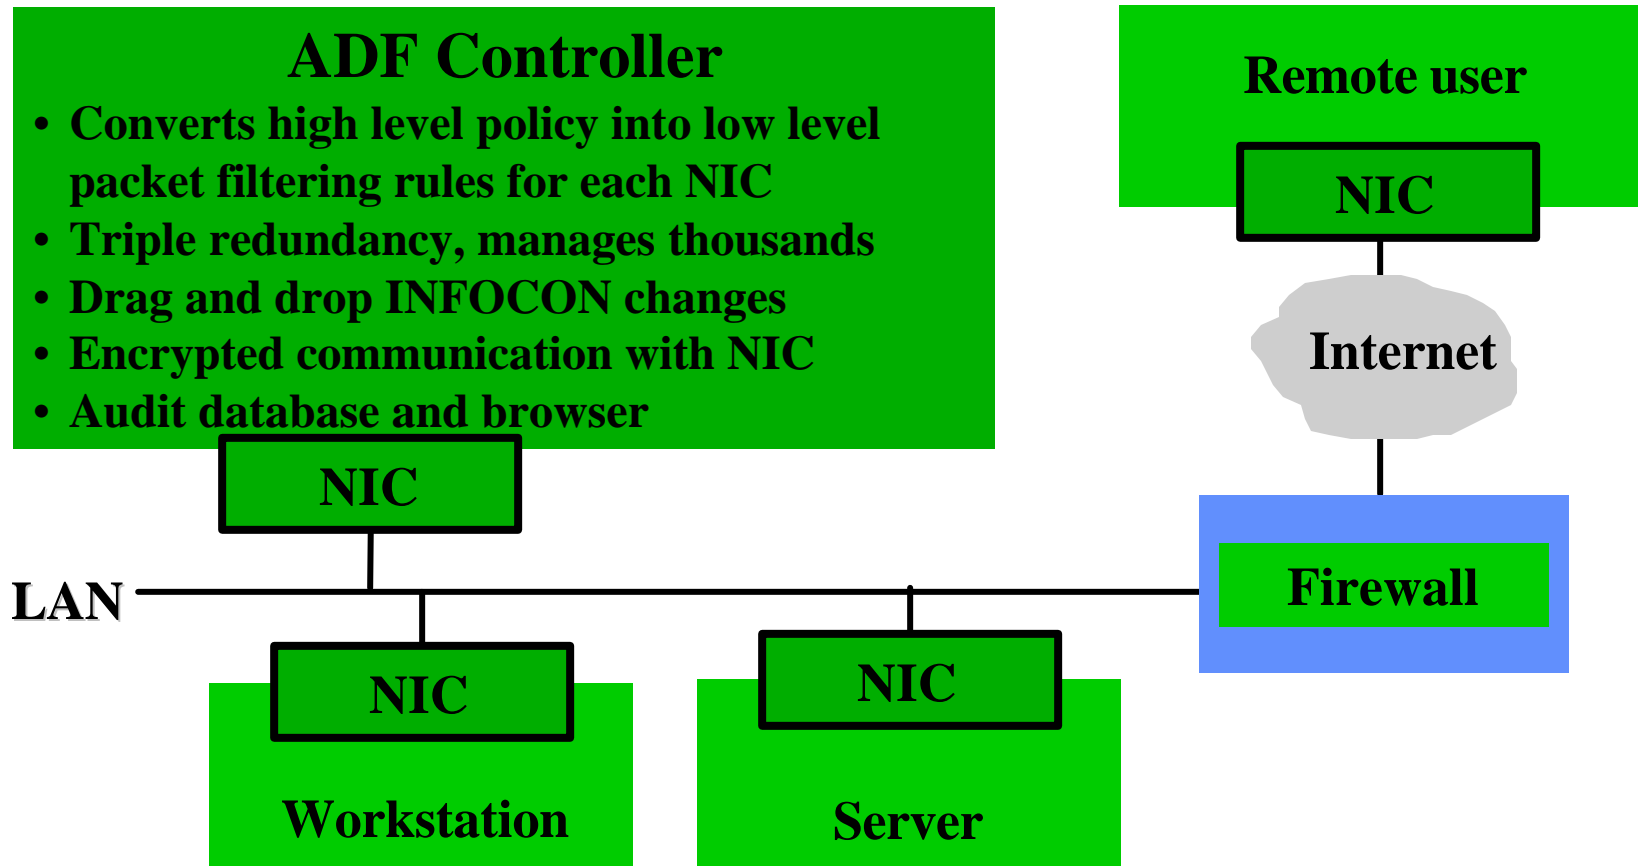 ADF Controller
• Converts high level policy into low level
packet filtering rules for each NIC
• Triple redundancy, manages thousands
• Drag and drop INFOCON changes
• Encrypted communication with NIC
• Audit database and browser
NIC
Remote user
NIC
Internet
Firewall
LAN
NIC
Workstation
NIC
Server